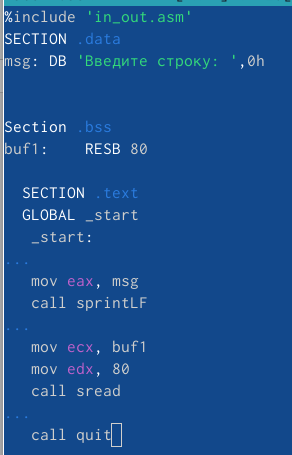 %include 'in_out.asm'
SECTION .data
msg: DB 'Введите строку: ',0h
Section .bss
buf1:    RESB 80
SECTION .text
GLOBAL _start
_start:
...
mov eax, msg
call sprintLF
...
mov ecx, buf1
mov edx, 80
call sread
...
call quit